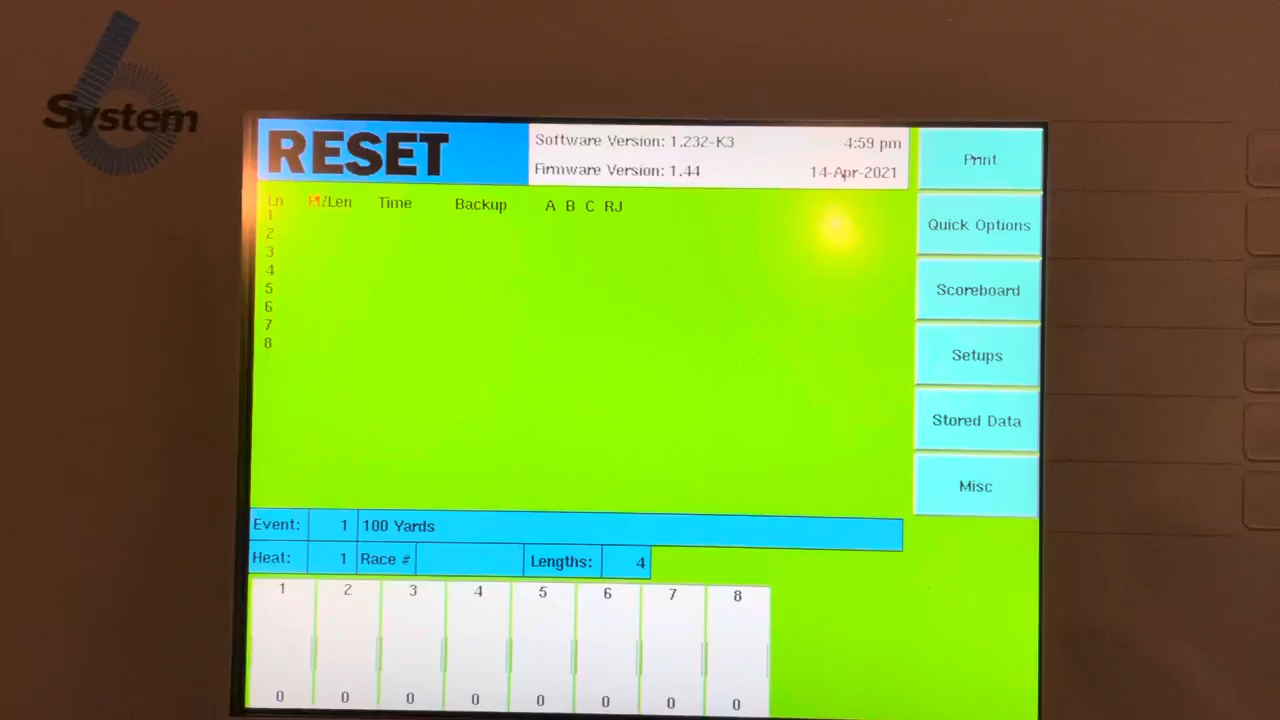 6
System
RESET
Software Version: 1.232-K3 4:59 pm
Firmware Version: 1.44 14-Apr-2021
Ln Pl/Len Time Backup A B C RJ
1
2
3
4
5
6
7
8
Print
Quick Options
Scoreboard
Setups
Stored Data
Misc
Event: 1 100 Yards
Heat: 1 Race # Lengths: 4
1 2 3 4 5 6 7 8
0 0 0 0 0 0 0 0